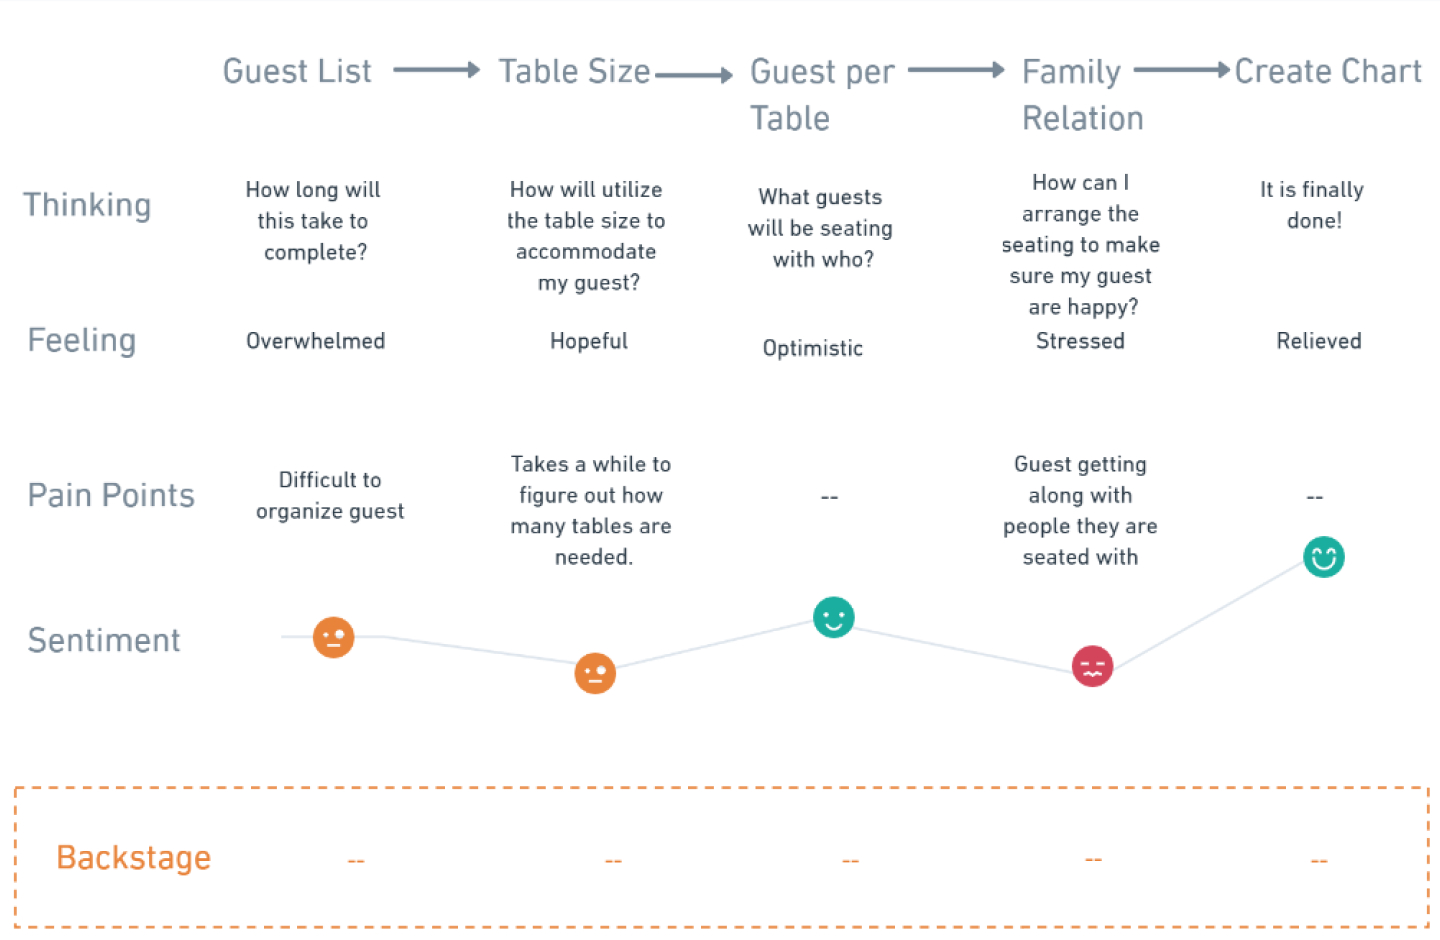 Guest List
Table Size
Guest per
Table
Family
Relation
Create Chart
Thinking
How long will
this take to
complete?
How will utilize
the table size to
accommodate
my guest?
What guests
will be seating
with who?
How can I
arrange the
seating to make
sure my guest
are happy?
It is finally
done!
Feeling
Overwhelmed
Hopeful
Optimistic
Stressed
Relieved
Pain Points
Difficult to
organize guest
Takes a while to
figure out how
many tables are
needed.
--
Guest getting
along with
people they are
seated with
--
Sentiment
Backstage
--
--
--
--
--